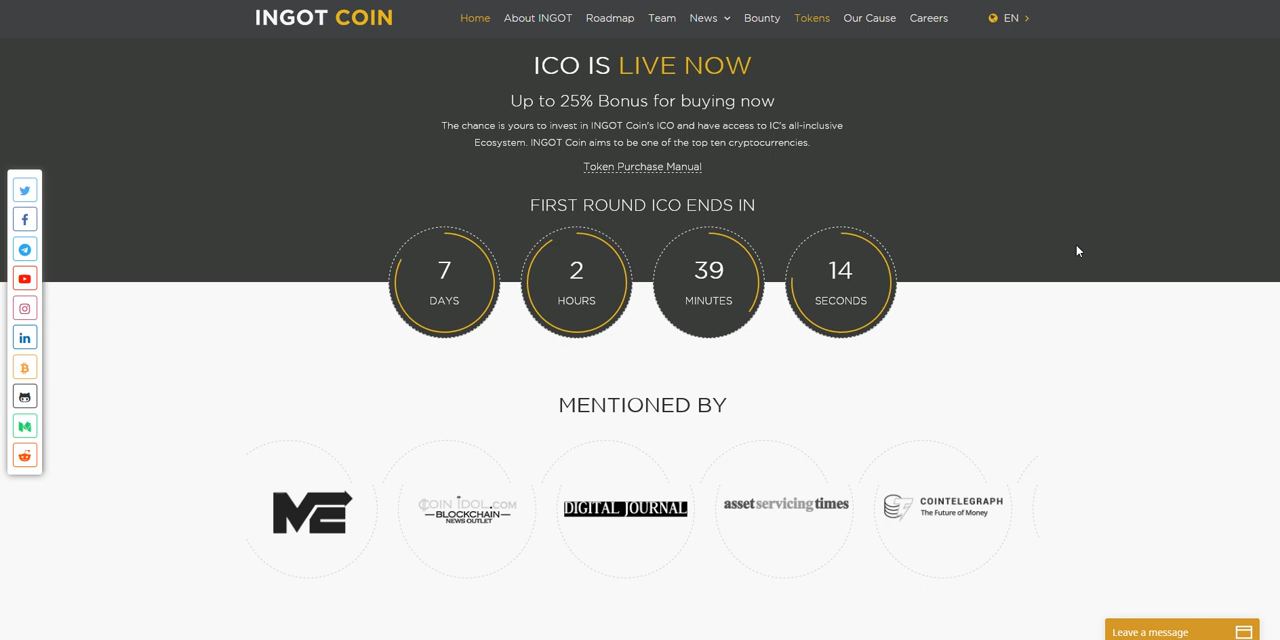 INGOT COIN
Home About INGOT Roadmap Team News Bounty Tokens Our Cause Careers EN
ICO IS LIVE NOW
Up to 25% Bonus for buying now
The chance is yours to invest in INGOT Coin's ICO and have access to IC's all-inclusive
Ecosystem. INGOT Coin aims to be one of the top ten cryptocurrencies.
Token Purchase Manual
FIRST ROUND ICO ENDS IN
7 2 39 14
DAYS HOURS MINUTES SECONDS
MENTIONED BY
ME
COIN iDOL.COM
BLOCKCHAIN
NEWS OUTLET
DIGITAL JOURNAL
asset servicing times
COINTELEGRAPH
The Future of Money
Leave a message